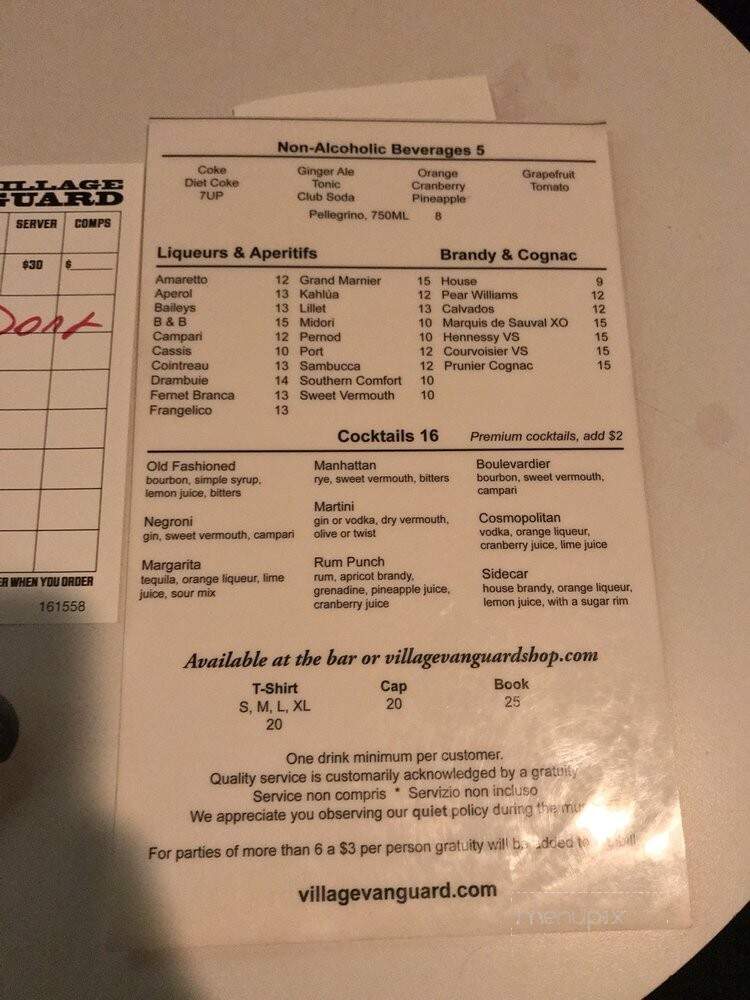 VILLAGE
GUARD
SERVER COMPS
$30 $
Dont
ER WHEN YOU ORDER
161558
Non-Alcoholic Beverages 5
Coke Ginger Ale Orange Grapefruit
Diet Coke Tonic Cranberry Tomato
7UP Club Soda Pineapple
Pellegrino, 750ML 8
Liqueurs & Aperitifs Brandy & Cognac
Amaretto 12 Grand Marnier 15 House 9
Aperol 13 Kahlúa 12 Pear Williams 12
Baileys 13 Lillet 13 Calvados 12
B & B 15 Midori 10 Marquis de Sauval XO 15
Campari 12 Pernod 10 Hennessy VS 15
Cassis 10 Port 12 Courvoisier VS 15
Cointreau 13 Sambucca 12 Prunier Cognac 15
Drambuie 14 Southern Comfort 10
Fernet Branca 13 Sweet Vermouth 10
Frangelico 13
Cocktails 16 Premium cocktails, add $2
Old Fashioned
bourbon, simple syrup,
lemon juice, bitters
Negroni
gin, sweet vermouth, campari
Margarita
tequila, orange liqueur, lime
juice, sour mix
Manhattan
rye, sweet vermouth, bitters
Martini
gin or vodka, dry vermouth,
olive or twist
Rum Punch
rum, apricot brandy,
grenadine, pineapple juice,
cranberry juice
Boulevardier
bourbon, sweet vermouth,
campari
Cosmopolitan
vodka, orange liqueur,
cranberry juice, lime juice
Sidecar
house brandy, orange liqueur,
lemon juice, with a sugar rim
Available at the bar or villagevanguardshop.com
T-Shirt Cap Book
S, M, L, XL 20 25
20
One drink minimum per customer.
Quality service is customarily acknowledged by a gratuity
Service non compris * Servizio non incluso
We appreciate you observing our quiet policy during the mu
For parties of more than 6 a $3 per person gratuity will be added to bill
villagevanguard.com
menupix